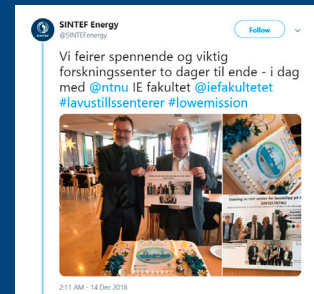 SINTEF Energy
@SINTEFenergy
Follow
Vi feirer spennende og viktig
forskningssenter to dager til ende - i dag
med @ntnu IE fakultet @iefakultetet
#lavustillssenterer #lowemission
2:11 AM - 14 Dec 2018